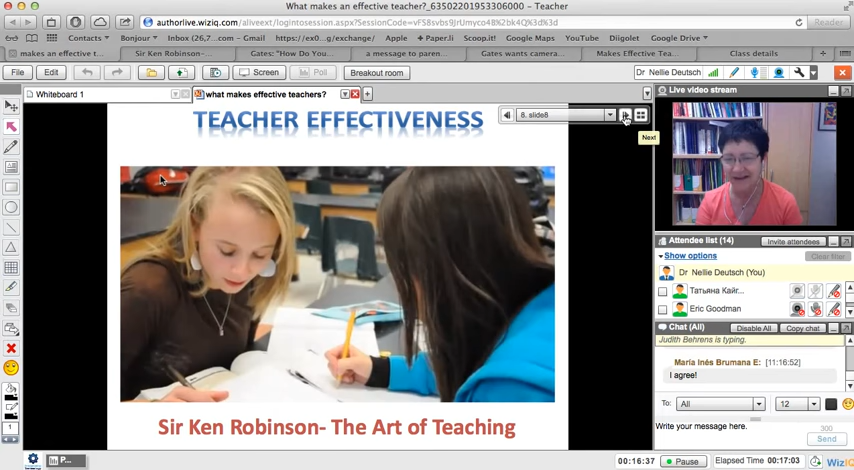 What makes an effective teacher?_63502201953306000 - Teacher
authorlive.wiziq.com/aliveext/logintosession.aspx?SessionCode=vF58svbs9JrUmyco4B%2bk4Q%3d%3d
Reader
Contacts
Bonjour
Gmail
https://ex0...g/exchange/
Apple
+ Paper.li
Scoop.it!
Google Maps
YouTube
Diigolet
Google Drive
makes an effective t...
Sir Ken Robinson-...
Gates: "How Do You...
a message to paren...
Gates wants camera...
Makes Effective Tea...
Class details
File
Edit
Screen
Poll
Breakout room
Dr Nellie Deutsch
Whiteboard 1
what makes effective teachers?
Live video stream
TEACHER EFFECTIVENESS
8. slide8
Next
Attendee list (14)
Invite attendees
Show options
Clear filter
Dr Nellie Deutsch (You)
Татьяна Кайг...
Eric Goodman
Chat (All)
Disable All
Copy chat
Judith Behrens is typing.
María Inés Brumana E: [11:16:52]
I agree!
To:
All
12
Write your message here.
300
Send
Sir Ken Robinson- The Art of Teaching
1
P...
00:16:37
Pause
Elapsed Time
00:17:03
WizIQ